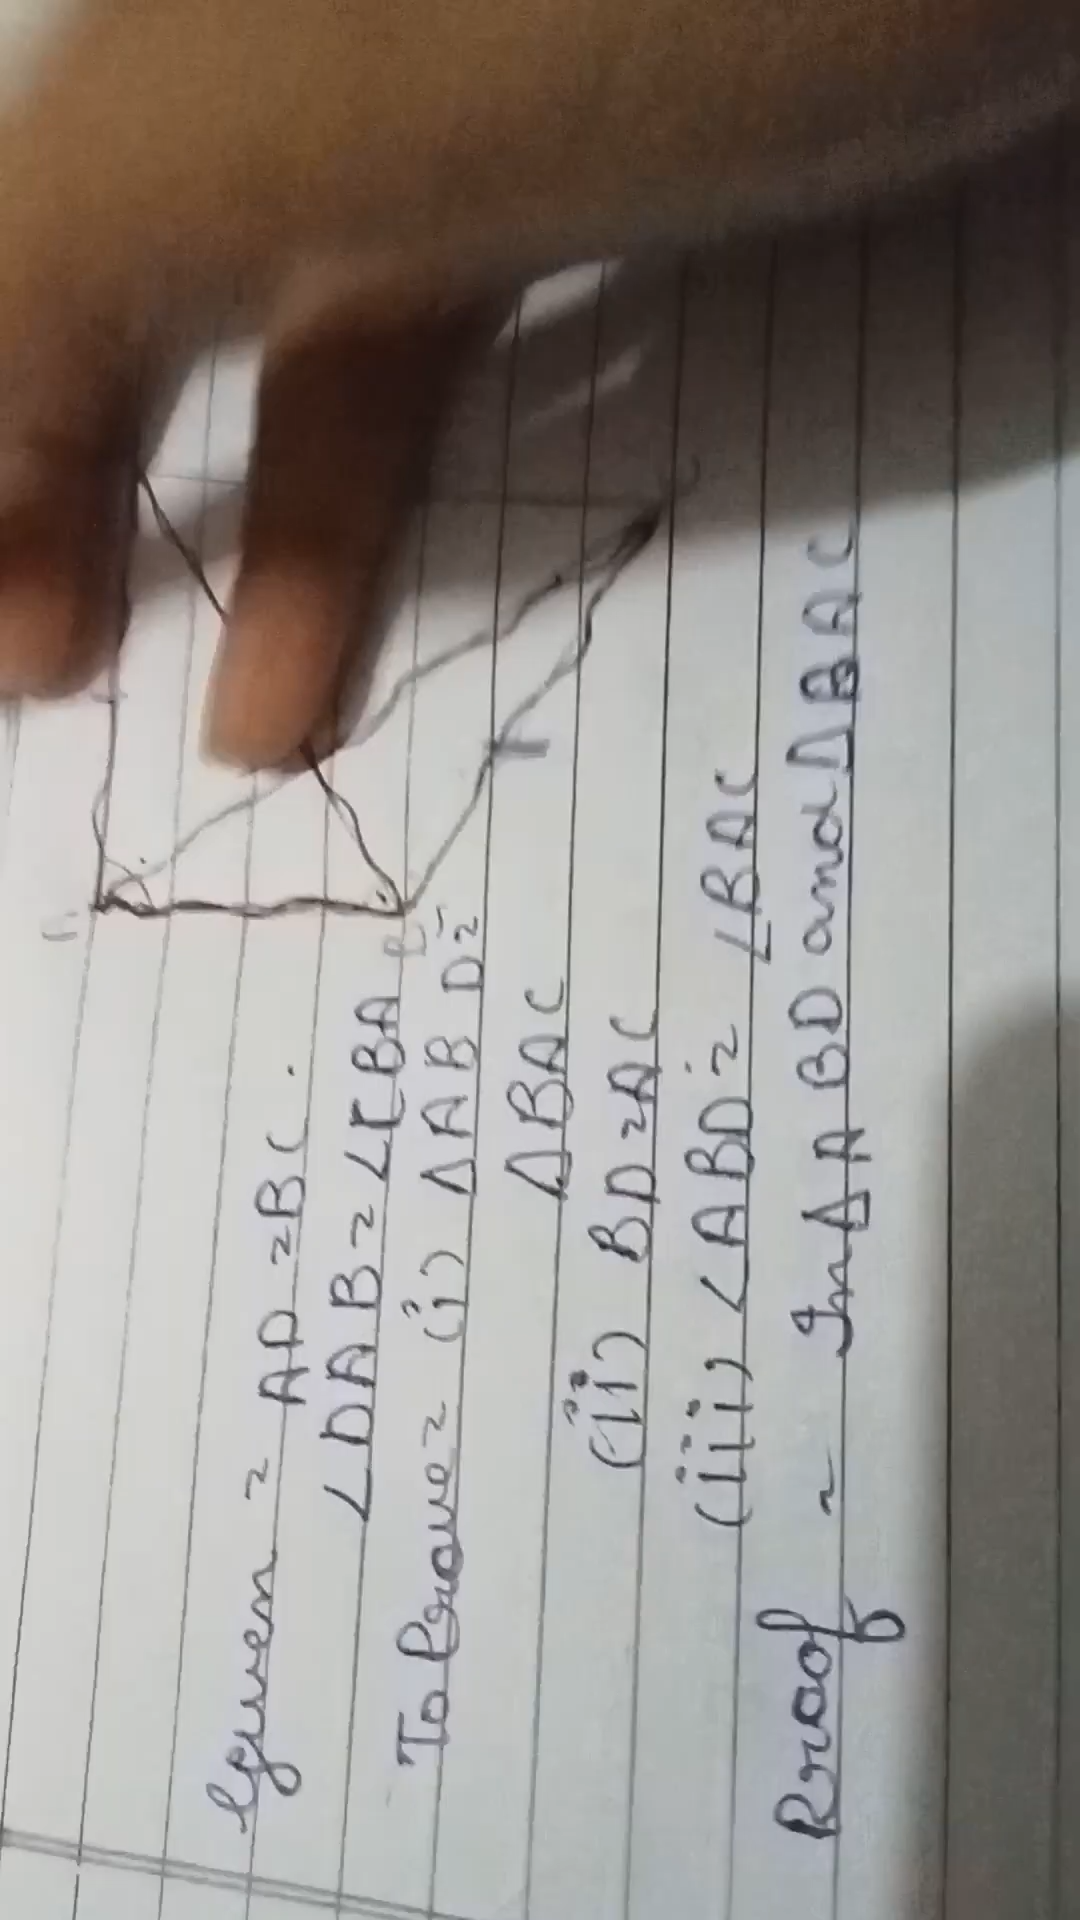 Given = AD = BC.
∠DAB = ∠CBA
To Prove = (i) ΔABD ≅
ΔBAC
(ii) BD = AC
(iii) ∠ABD = ∠BAC
Proof - In ΔABD and ΔBAC
A
B
C